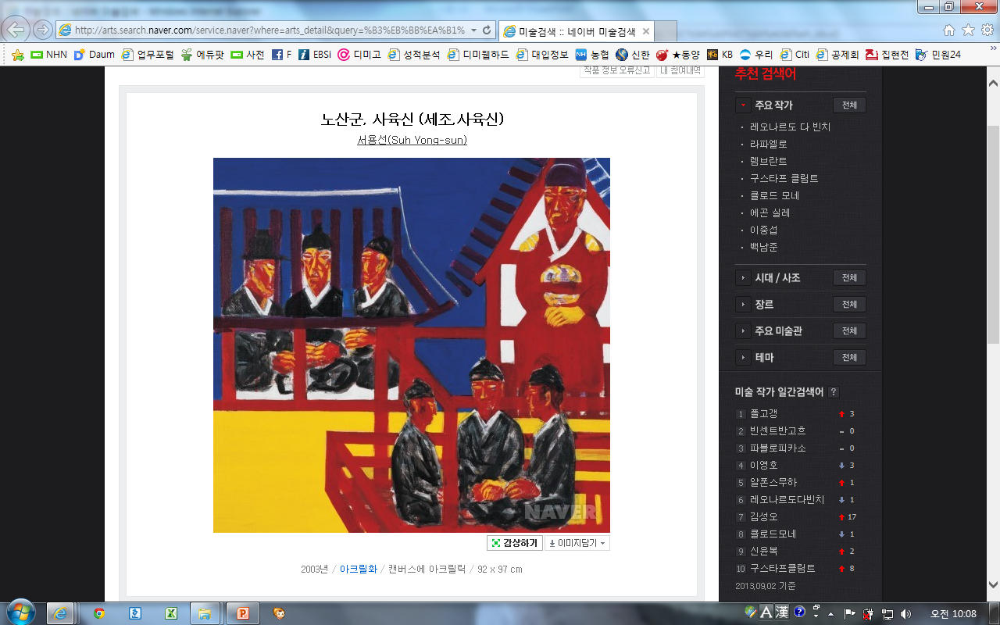 http://arts.search.naver.com/service.naver?where=arts_detail&query=%B3%EB%BB%EA%B1%
미술검색 :: 네이버 미술검색
NHN Daum 업무포털 에듀팟 사전 F EBSi 디미고 성적분석 디미웹하드 대입정보 농협 신한 ★동양 KB 우리 Citi 공제회 집현전 민원24
작품 정보 오류신고 내 참여내역
노산군, 사육신 (세조,사육신)
서용선(Suh Yong-sun)
NAVER
감상하기 이미지담기
2003년 / 아크릴화 / 캔버스에 아크릴릭 / 92 x 97 cm
추천 검색어
주요 작가 전체
레오나르도 다 빈치
라파엘로
렘브란트
구스타프 클림트
클로드 모네
에곤 실레
이중섭
백남준
시대 / 사조 전체
장르 전체
주요 미술관 전체
테마 전체
미술 작가 일간검색어 ?
1 폴고갱 3
2 빈센트반고흐 0
3 파블로피카소 0
4 이영호 3
5 알폰스무하 1
6 레오나르도다빈치 1
7 김성오 17
8 클로드모네 1
9 신윤복 2
10 구스타프클림트 8
2013,09,02 기준
A 漢 ?
오전 10:08